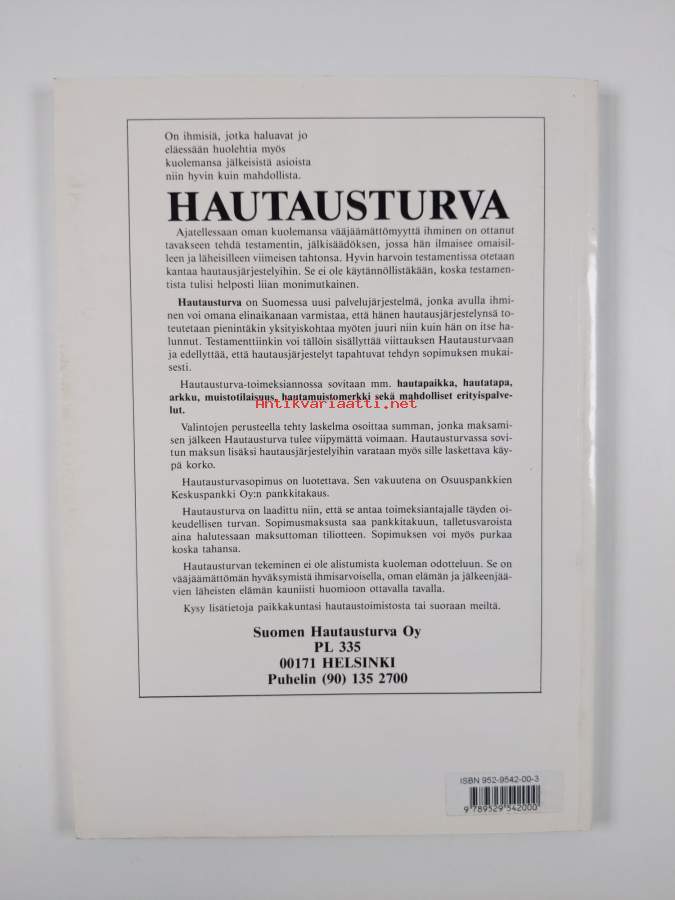 On ihmisiä, jotka haluavat jo
eläessään huolehtia myös
kuolemansa jälkeisistä asioista
niin hyvin kuin mahdollista.
HAUTAUSTURVA
Ajatellessaan oman kuolemansa vääjäämättömyyttä ihminen on ottanut
tavakseen tehdä testamentin, jälkisäädöksen, jossa hän ilmaisee omaisil-
leen ja läheisilleen viimeisen tahtonsa. Hyvin harvoin testamentissa otetaan
kantaa hautausjärjestelyihin. Se ei ole käytännöllistäkään, koska testamen-
tista tulisi helposti liian monimutkainen.
Hautausturva on Suomessa uusi palvelujärjestelmä, jonka avulla ihmi-
nen voi omana elinaikanaan varmistaa, että hänen hautausjärjestelynsä to-
teutetaan pienintäkin yksityiskohtaa myöten juuri niin kuin hän on itse ha-
lunnut. Testamenttiinkin voi tällöin sisällyttää viittauksen Hautausturvaan
ja edellyttää, että hautausjärjestelyt tapahtuvat tehdyn sopimuksen mukai-
sesti.
Hautausturva-toimeksiannossa sovitaan mm. hautapaikka, hautatapa,
arkku, muistotilaisuus, hautamuistomerkki sekä mahdolliset erityispalve-
lut.
Antikvariaatti.net
Valintojen perusteella tehty laskelma osoittaa summan, jonka maksami-
sen jälkeen Hautausturva tulee viipymättä voimaan. Hautausturvassa sovi-
tun maksun lisäksi hautausjärjestelyihin varataan myös sille laskettava käy-
pä korko.
Hautausturvasopimus on luotettava. Sen vakuutena on Osuuspankkien
Keskuspankki Oy:n pankkitakaus.
Hautausturva on laadittu niin, että se antaa toimeksiantajalle täyden oi-
keudellisen turvan. Sopimusmaksusta saa pankkitakuun, talletusvaroista
aina halutessaan maksuttoman tiliotteen. Sopimuksen voi myös purkaa
koska tahansa.
Hautausturvan tekeminen ei ole alistumista kuoleman odotteluun. Se on
vääjäämättömän hyväksymistä ihmisarvoisella, oman elämän ja jälkeenjää-
vien läheisten elämän kauniisti huomioon ottavalla tavalla.
Kysy lisätietoja paikkakuntasi hautaustoimistosta tai suoraan meiltä.
Suomen Hautausturva Oy
PL 335
00171 HELSINKI
Puhelin (90) 135 2700
ISBN 952-9542-00-3
9 789529 542000